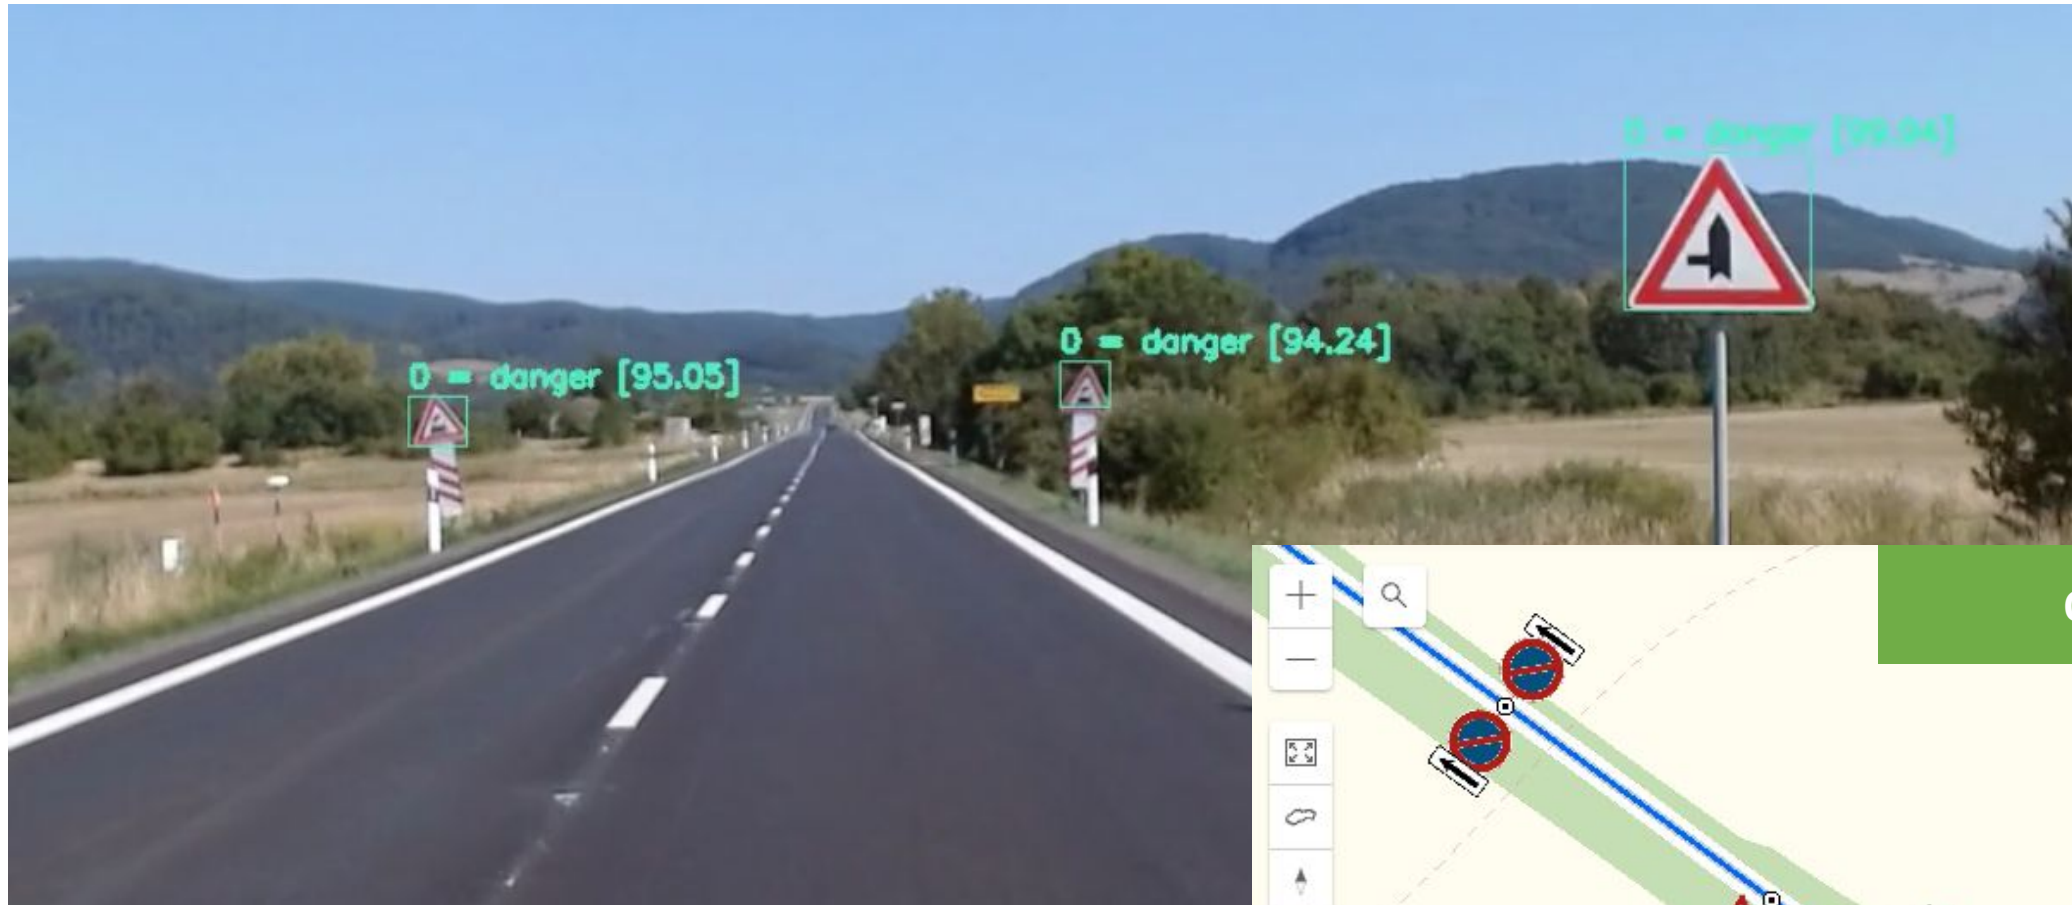 0 = danger [99.94]
0 = danger [94.24]
0 = danger [95.05]